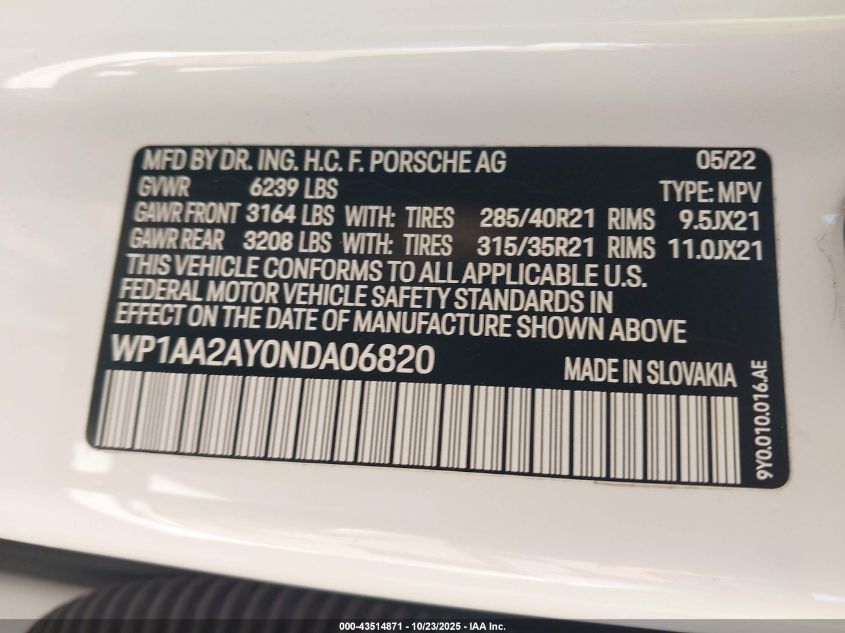 MFD BY DR. ING. H.C. F. PORSCHE AG 05/22
GVWR 6239 LBS TYPE: MPV
GAWR FRONT 3164 LBS WITH: TIRES 285/40R21 RIMS 9.5JX21
GAWR REAR 3208 LBS WITH: TIRES 315/35R21 RIMS 11.0JX21
THIS VEHICLE CONFORMS TO ALL APPLICABLE U.S.
FEDERAL MOTOR VEHICLE SAFETY STANDARDS IN
EFFECT ON THE DATE OF MANUFACTURE SHOWN ABOVE
WP1AA2AY0NDA06820
MADE IN SLOVAKIA
9Y0.010.016.AE
000-43514871 - 10/23/2025 - IAA Inc.